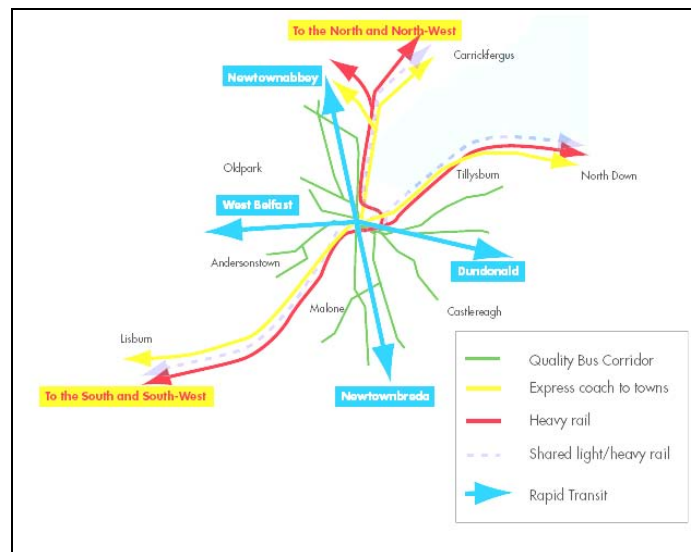 To the North and North-West
Carrickfergus
Newtownabbey
Oldpark
Tillysburn
North Down
West Belfast
Andersonstown
Dundonald
Malone
Castlereagh
Lisburn
To the South and South-West
Newtownbreda
Quality Bus Corridor
Express coach to towns
Heavy rail
Shared light/heavy rail
Rapid Transit